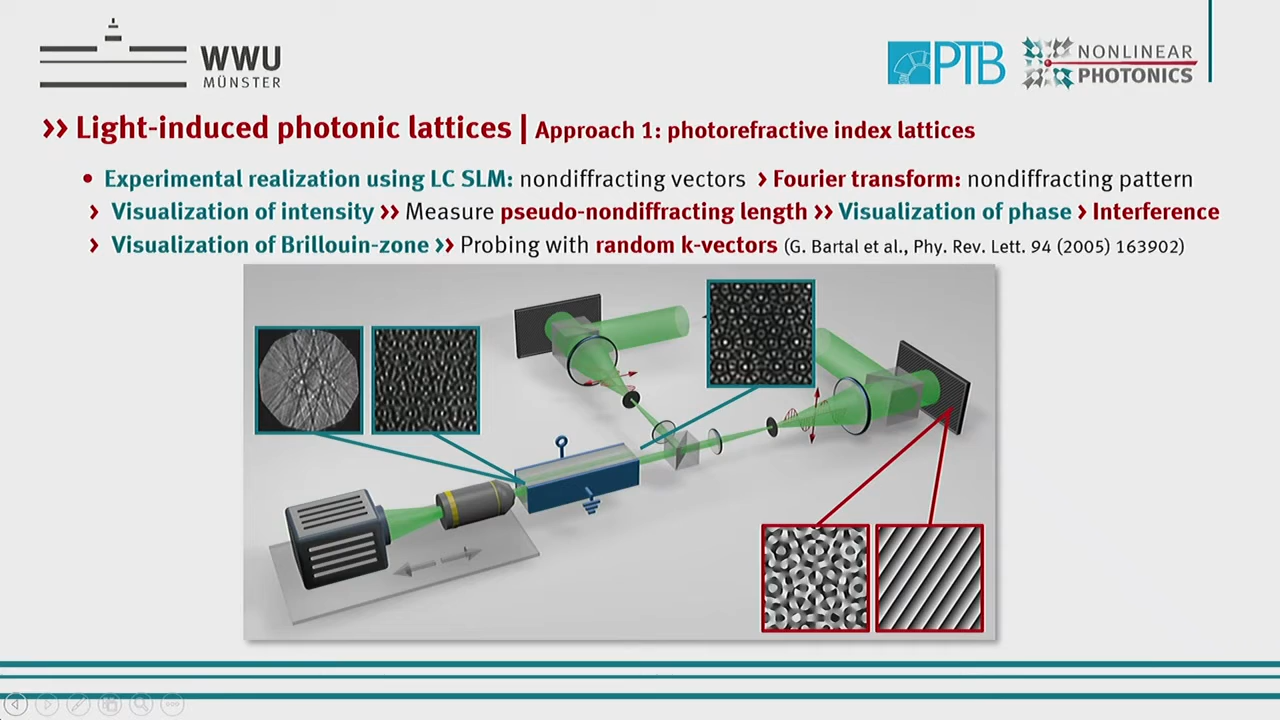 WWU
MÜNSTER
PTB
NONLINEAR
PHOTONICS
›› Light-induced photonic lattices | Approach 1: photorefractive index lattices
• Experimental realization using LC SLM: nondiffracting vectors › Fourier transform: nondiffracting pattern
› Visualization of intensity ›› Measure pseudo-nondiffracting length ›› Visualization of phase › Interference
› Visualization of Brillouin-zone ›› Probing with random k-vectors (G. Bartal et al., Phy. Rev. Lett. 94 (2005) 163902)